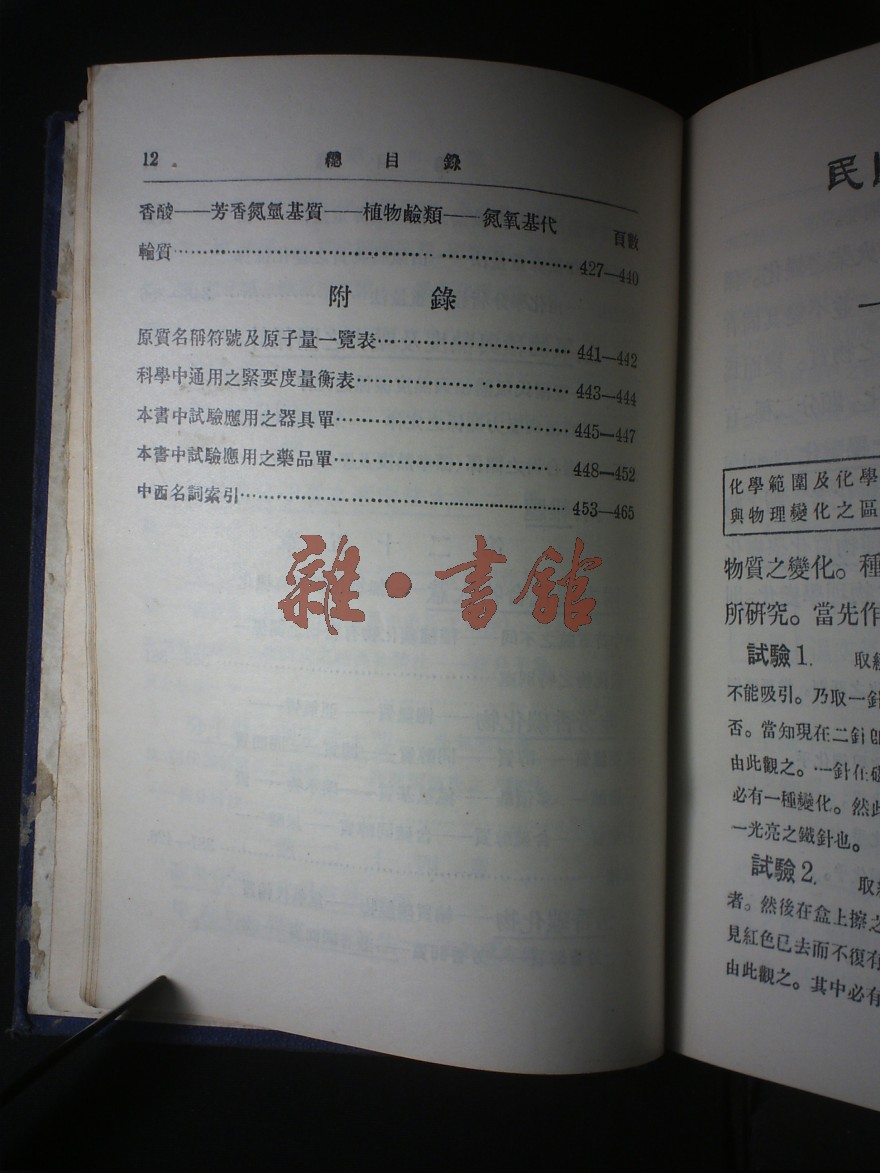 12
總目錄
香酸——芳香氮氫基質——植物鹼類——氮氧基代
頁數
輪質 427—440
附錄
原質名稱符號及原子量一覽表 441—442
科學中通用之緊要度量衡表 443—444
本書中試驗應用之器具單 445—447
本書中試驗應用之藥品單 448—452
中西名詞索引 453—465
雜·書館
民
化學範圍及化學
與物理變化之區
物質之變化。種
所研究。當先作
試驗1. 取
不能吸引。乃取一針
否。當知現在二針
由此觀之。一針在
必有一種變化。然此
一光亮之鐵針也。
試驗2. 取
者。然後在盒上擦之
見紅色已去而不復有
由此觀之。其中必有